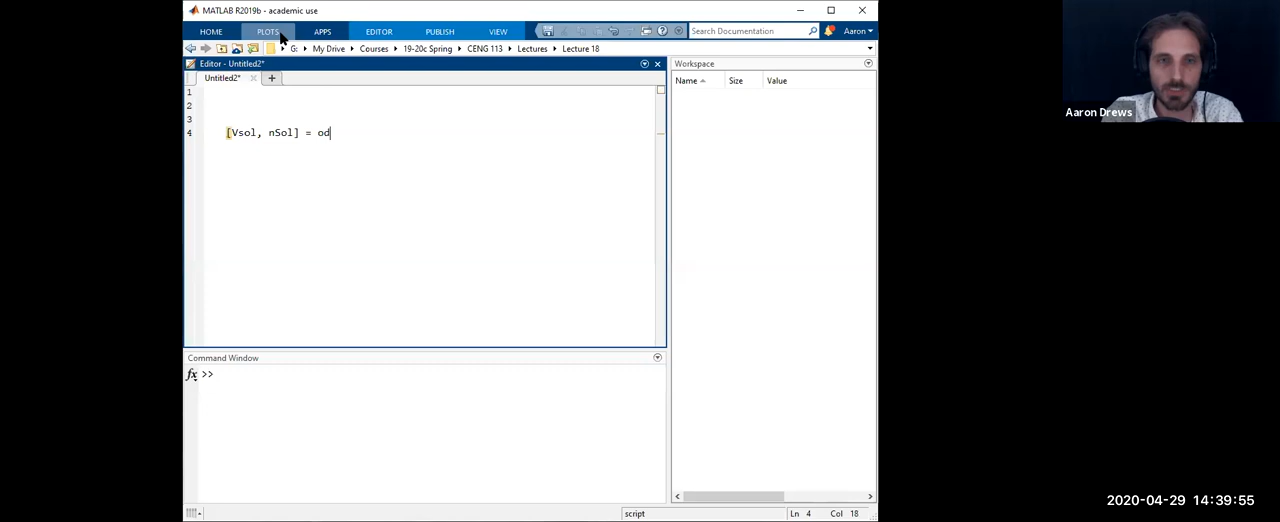 MATLAB R2019b - academic use
HOME PLOTS APPS EDITOR PUBLISH VIEW Search Documentation Aaron
G: My Drive Courses 19-20c Spring CENG 113 Lectures Lecture 18
Editor - Untitled2*
Untitled2*
1
2
3
4 [Vsol, nSol] = od
Workspace
Name Size Value
Command Window
fx >>
script Ln 4 Col 18
Aaron Drews
2020-04-29 14:39:55